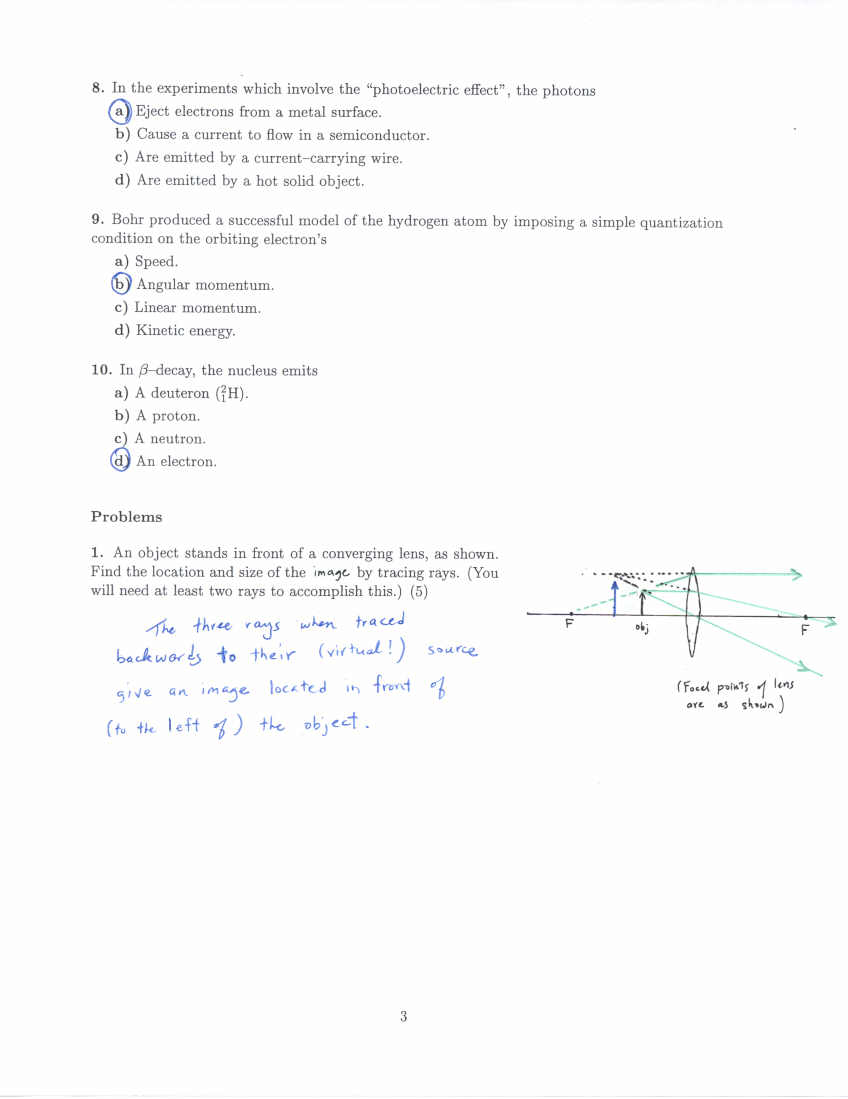 8. In the experiments which involve the “photoelectric effect”, the photons
a) Eject electrons from a metal surface.
b) Cause a current to flow in a semiconductor.
c) Are emitted by a current–carrying wire.
d) Are emitted by a hot solid object.
9. Bohr produced a successful model of the hydrogen atom by imposing a simple quantization
condition on the orbiting electron’s
a) Speed.
b) Angular momentum.
c) Linear momentum.
d) Kinetic energy.
10. In β–decay, the nucleus emits
a) A deuteron (²₁H).
b) A proton.
c) A neutron.
d) An electron.
Problems
1. An object stands in front of a converging lens, as shown.
Find the location and size of the image by tracing rays. (You
will need at least two rays to accomplish this.) (5)
The three rays when traced
backwards to their (virtual!) source
give an image located in front of
(to the left of) the object.
F
obj
F
(Focal points of lens
are as shown)
3